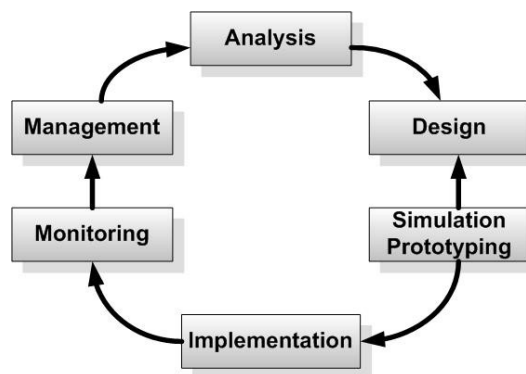 Analysis
Management
Design
Monitoring
Simulation
Prototyping
Implementation